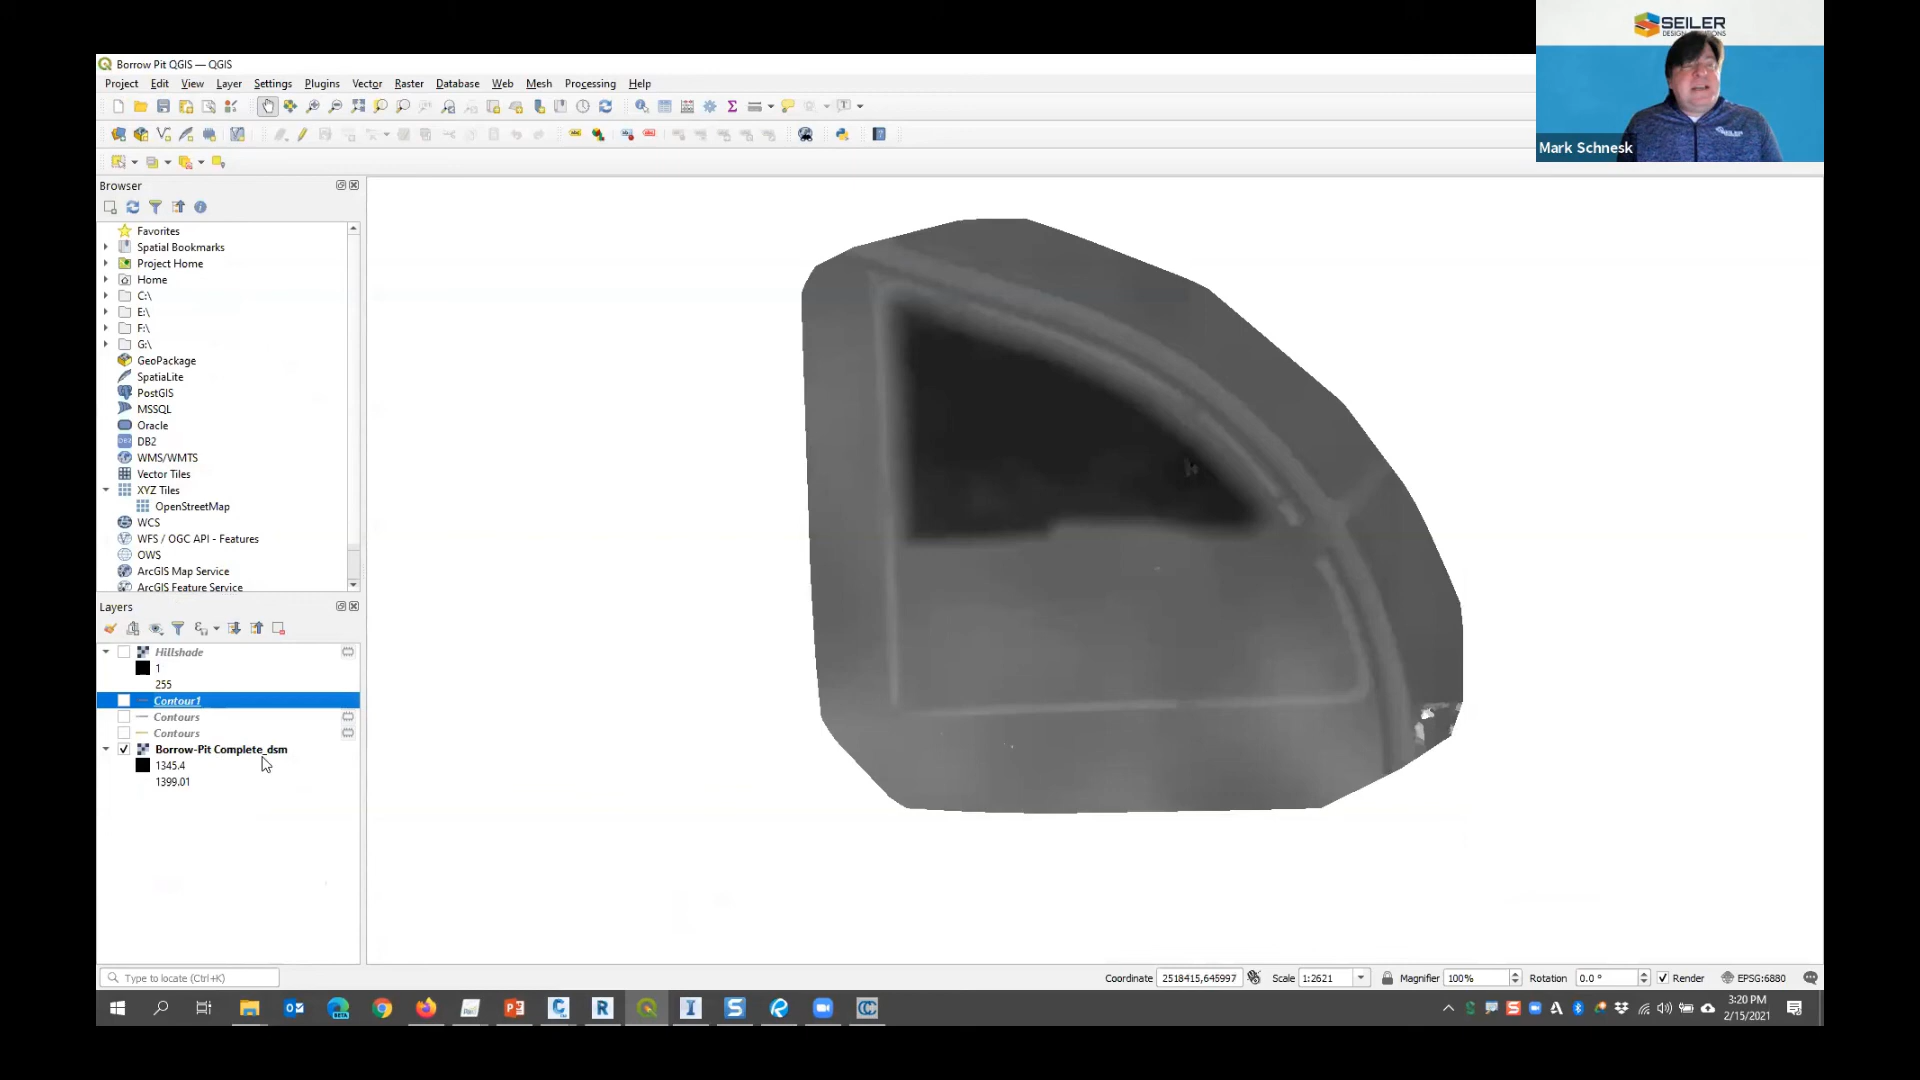 SEILER
DESIGN SOLUTIONS
Mark Schnesk
Borrow Pit QGIS — QGIS
Project Edit View Layer Settings Plugins Vector Raster Database Web Mesh Processing Help
Browser
Favorites
Spatial Bookmarks
Project Home
Home
C:\
E:\
F:\
G:\
GeoPackage
SpatiaLite
PostGIS
MSSQL
Oracle
DB2
WMS/WMTS
Vector Tiles
XYZ Tiles
OpenStreetMap
WCS
WFS / OGC API - Features
OWS
ArcGIS Map Service
ArcGIS Feature Service
Layers
Hillshade
1
255
Contour1
Contours
Contours
Borrow-Pit Complete_dsm
1345.4
1399.01
Type to locate (Ctrl+K)
Coordinate 2518415,645997 Scale 1:2621 Magnifier 100% Rotation 0.0 ° Render EPSG:6880
3:20 PM
2/15/2021